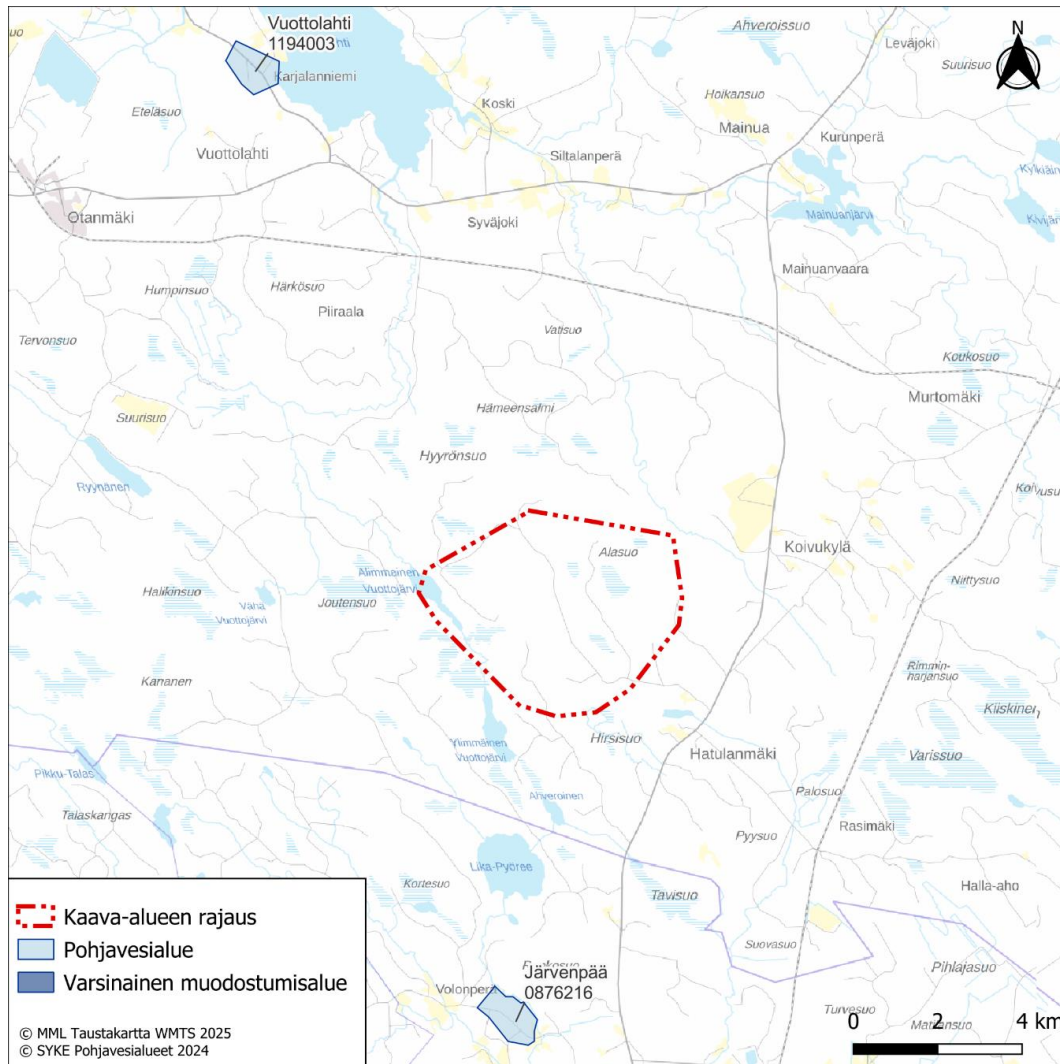 Vuottolahti
1194003
Karjalanniemi
Ahveroissuo
Leväjoki
Suurisuo
N
Eteläsuo
Koski
Hoikansuo
Mainua
Kurunperä
Vuottolahti
Siltalanperä
Otanmäki
Syväjoki
Mainuanjärvi
Mainuanvaara
Humpinsuo
Härkösuo
Piiraala
Tervonsuo
Vatisuo
Koukosuo
Murtomäki
Suurisuo
Hämeensalmi
Hyyrönsuo
Ryynänen
Alasuo
Koivukylä
Alimmainen
Vuottojärvi
Halikinsuo
Vähä
Vuottojärvi
Joutensuo
Niittysuo
Kananen
Rimmin-
harjansuo
Kiiskinen
Ylimmäinen
Vuottojärvi
Hirsisuo
Hatulanmäki
Varissuo
Pikku-Talas
Talaskangas
Ahveroinen
Palosuo
Pyysuo
Rasimäki
Lika-Pyöree
Kortesuo
Tavisuo
Halla-aho
Suovasuo
Pihlajasuo
Järvenpää
0876216
Volonperä
Turvesuo
Kaava-alueen rajaus
Pohjavesialue
Varsinainen muodostumisalue
© MML Taustakartta WMTS 2025
© SYKE Pohjavesialueet 2024
0 2 4 km